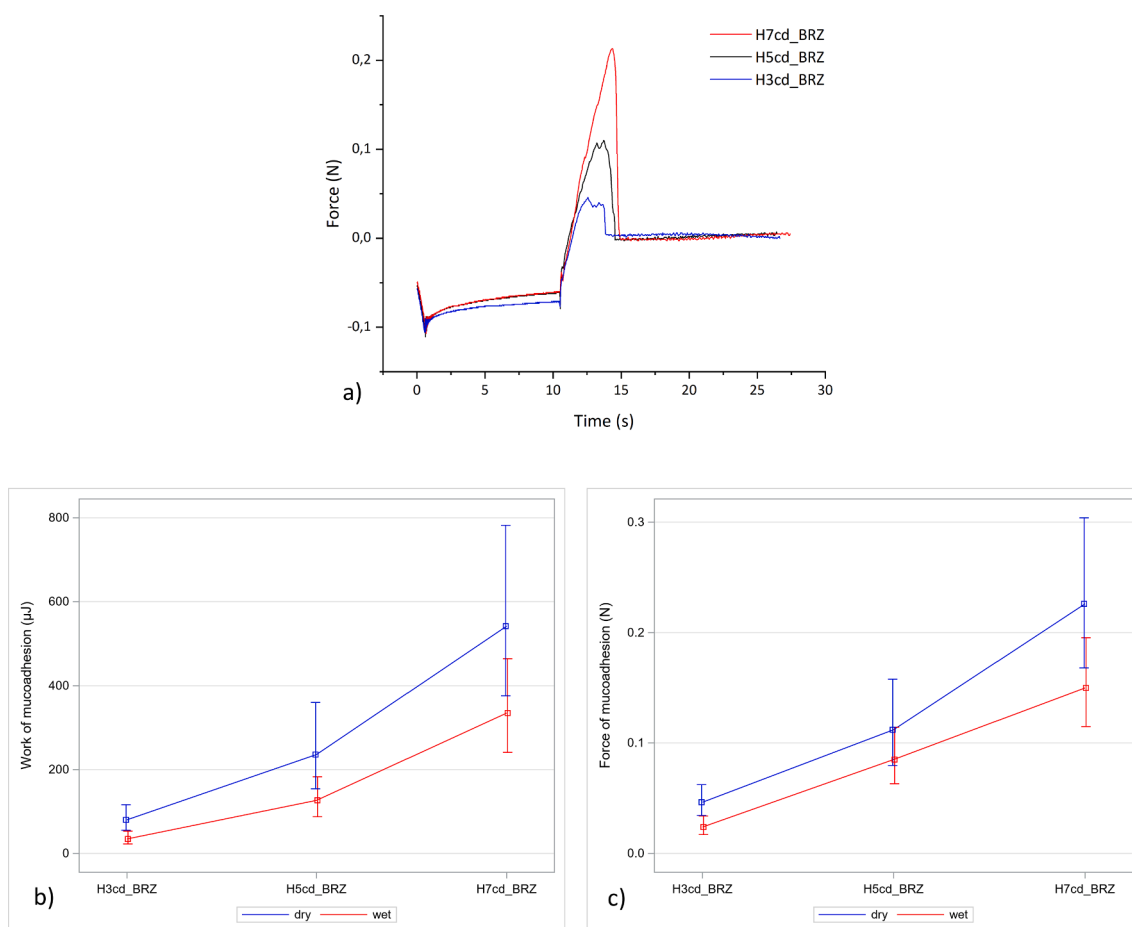 H7cd_BRZ
H5cd_BRZ
H3cd_BRZ
0,2
0,1
0,0
-0,1
Force (N)
0
5
10
15
20
25
30
Time (s)
a)
800
600
400
200
0
Work of mucoadhesion (µJ)
H3cd_BRZ
H5cd_BRZ
H7cd_BRZ
b)
dry
wet
0.3
0.2
0.1
0.0
Force of mucoadhesion (N)
H3cd_BRZ
H5cd_BRZ
H7cd_BRZ
c)
dry
wet